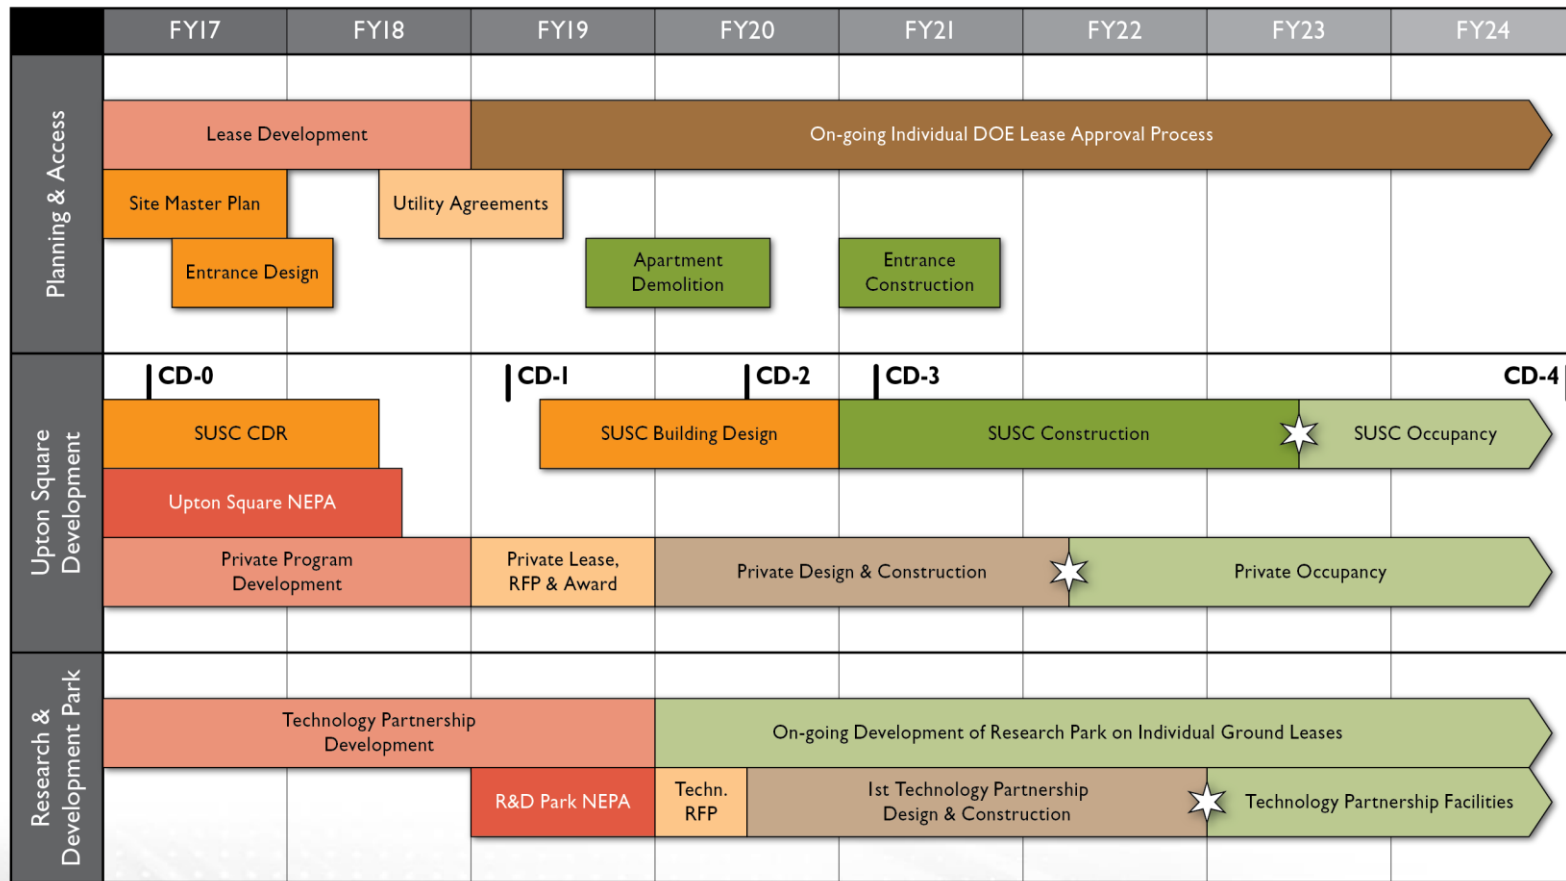 FY17 FY18 FY19 FY20 FY21 FY22 FY23 FY24
Planning & Access
Lease Development
On-going Individual DOE Lease Approval Process
Site Master Plan
Utility Agreements
Entrance Design
Apartment
Demolition
Entrance
Construction
Upton Square
Development
CD-0
CD-1
CD-2
CD-3
CD-4
SUSC CDR
SUSC Building Design
SUSC Construction
SUSC Occupancy
Upton Square NEPA
Private Program
Development
Private Lease,
RFP & Award
Private Design & Construction
Private Occupancy
Research &
Development Park
Technology Partnership
Development
On-going Development of Research Park on Individual Ground Leases
R&D Park NEPA
Techn.
RFP
1st Technology Partnership
Design & Construction
Technology Partnership Facilities